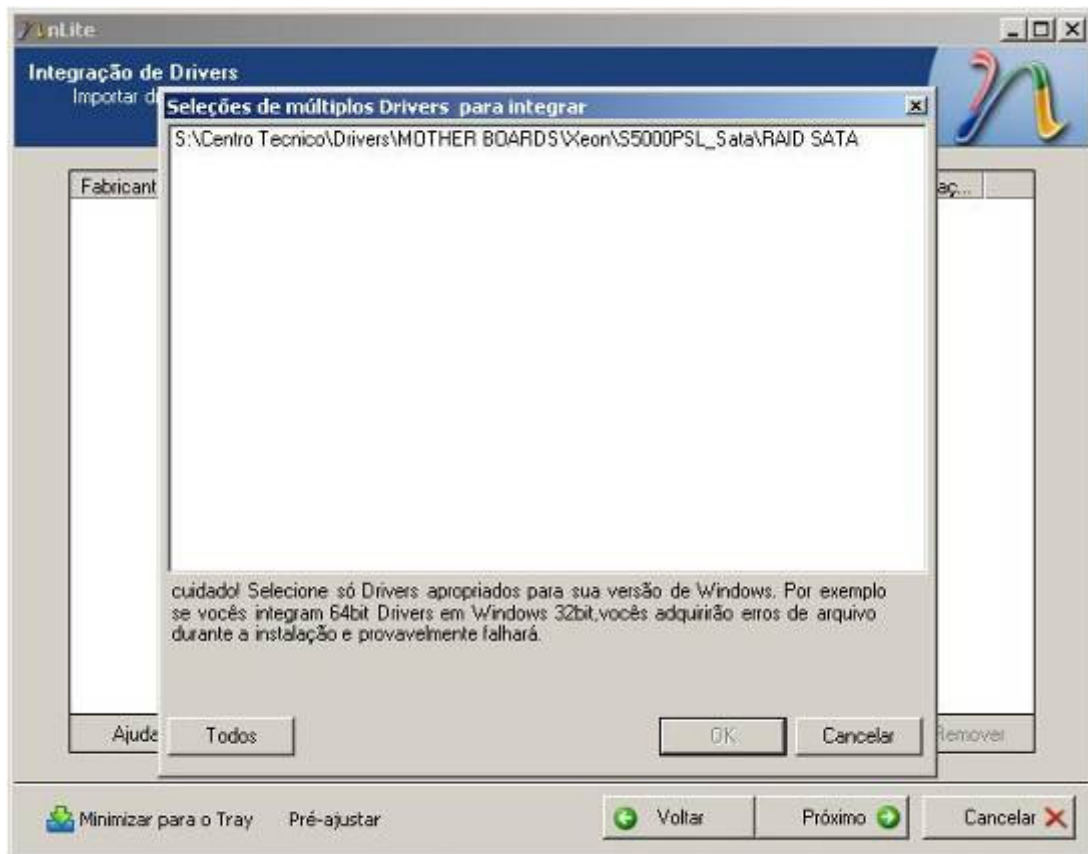 nLite
Integração de Drivers
Importar d
Seleções de múltiplos Drivers para integrar
S:\Centro Tecnico\Drivers\MOTHER BOARDS\Xeon\S5000PSL_Sata\RAID SATA
Fabricant
aç...
cuidado! Selecione só Drivers apropriados para sua versão de Windows. Por exemplo
se vocês integram 64bit Drivers em Windows 32bit,vocês adquirirão erros de arquivo
durante a instalação e provavelmente falhará.
Ajuda
Todos
OK
Cancelar
Remover
Minimizar para o Tray
Pré-ajustar
Voltar
Próximo
Cancelar